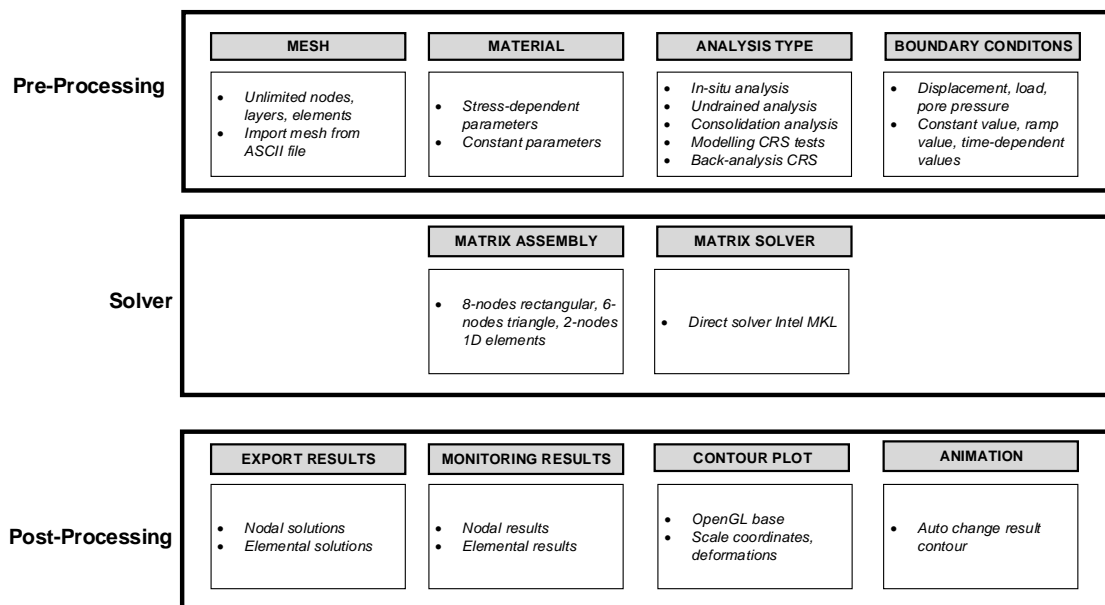 Pre-Processing
MESH
• Unlimited nodes,
layers, elements
• Import mesh from
ASCII file
MATERIAL
• Stress-dependent
parameters
• Constant parameters
ANALYSIS TYPE
• In-situ analysis
• Undrained analysis
• Consolidation analysis
• Modelling CRS tests
• Back-analysis CRS
BOUNDARY CONDITONS
• Displacement, load,
pore pressure
• Constant value, ramp
value, time-dependent
values
Solver
MATRIX ASSEMBLY
• 8-nodes rectangular, 6-
nodes triangle, 2-nodes
1D elements
MATRIX SOLVER
• Direct solver Intel MKL
Post-Processing
EXPORT RESULTS
• Nodal solutions
• Elemental solutions
MONITORING RESULTS
• Nodal results
• Elemental results
CONTOUR PLOT
• OpenGL base
• Scale coordinates,
deformations
ANIMATION
• Auto change result
contour